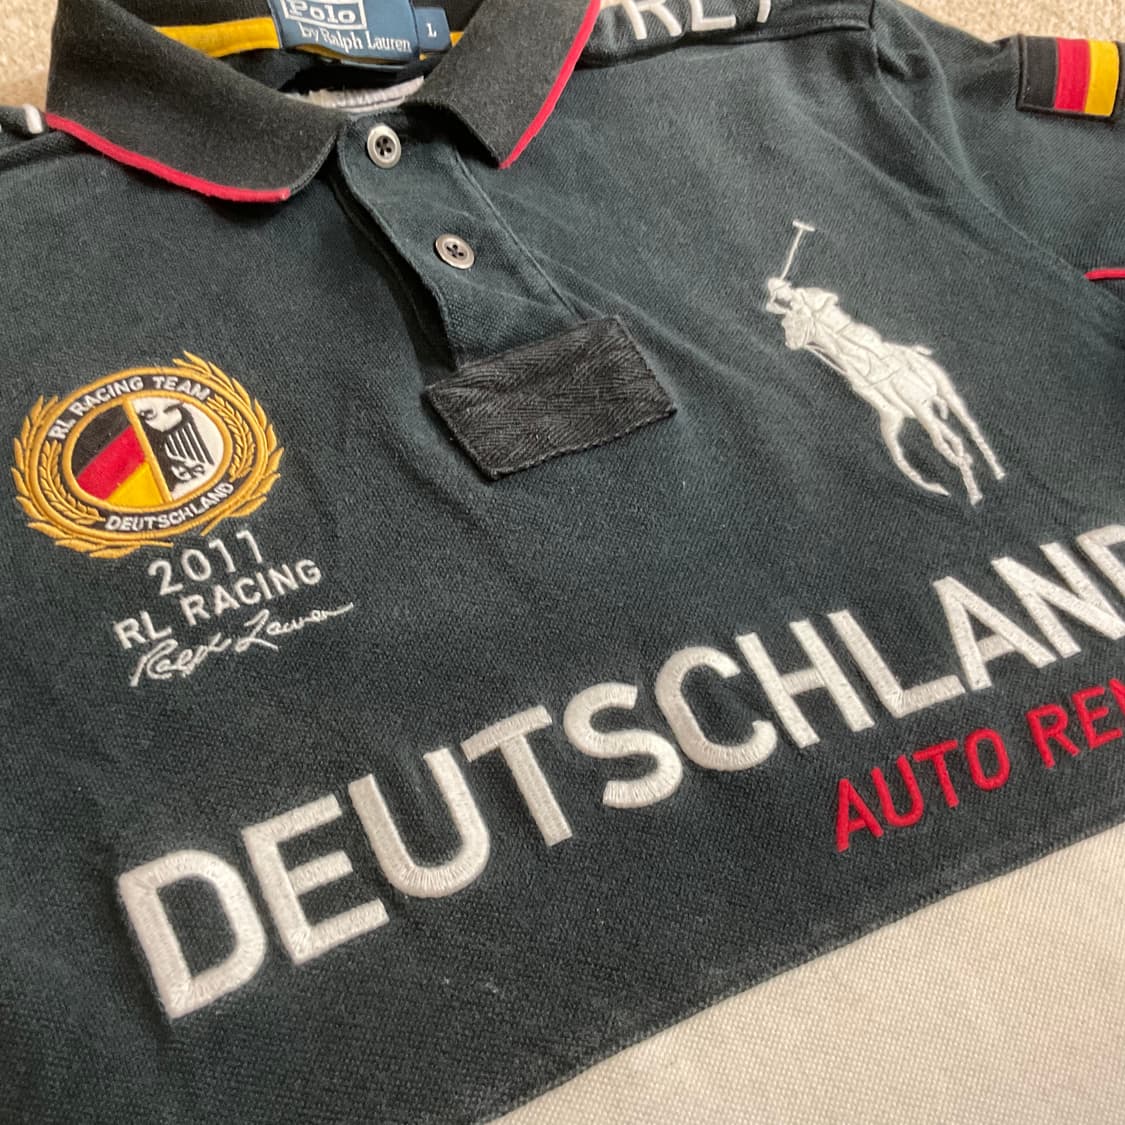 Polo
by Ralph Lauren
L
RL RACING TEAM
DEUTSCHLAND
2011
RL RACING
Ralph Lauren
DEUTSCHLAND
AUTO